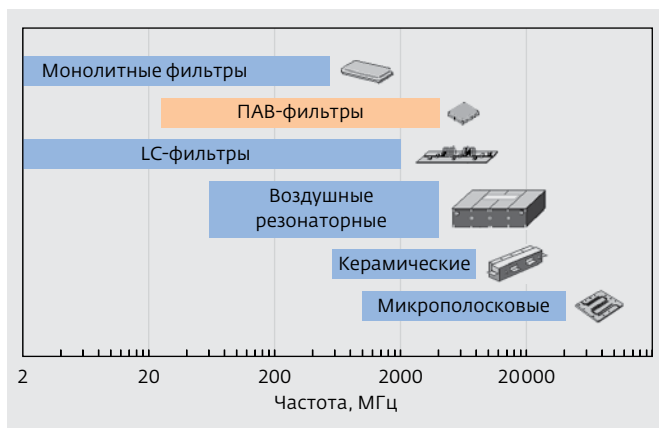 Монолитные фильтры
ПАВ-фильтры
LC-фильтры
Воздушные
резонаторные
Керамические
Микрополосковые
2 20 200 2000 20000
Частота, МГц